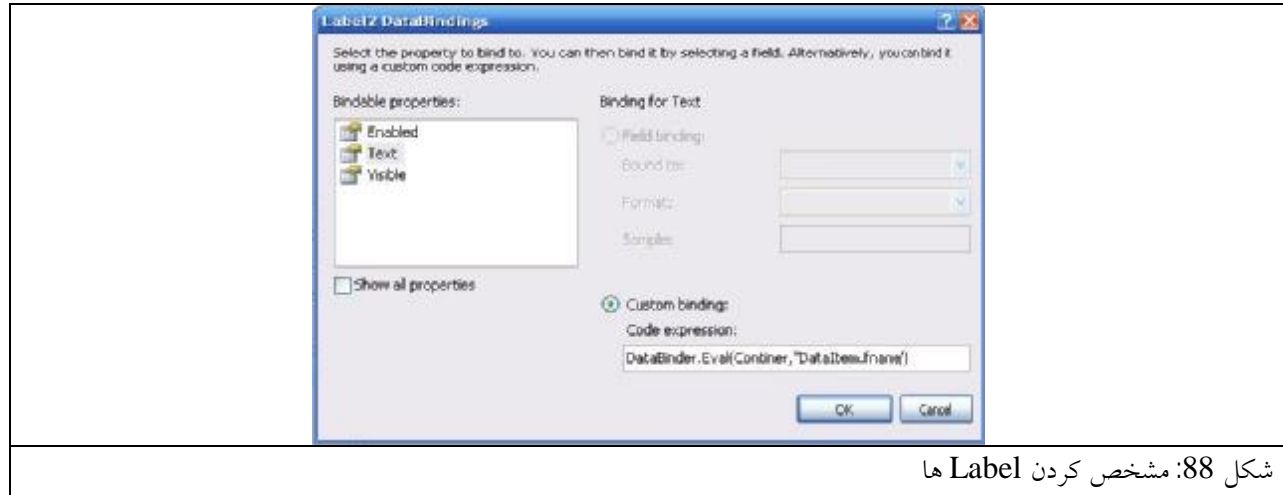 Label2 DataBindings
Select the property to bind to. You can then bind it by selecting a field. Alternatively, you can bind it
using a custom code expression.
Bindable properties:
Enabled
Text
Visible
Show all properties
Binding for Text
Field binding:
Bound to:
Format:
Sample:
Custom binding:
Code expression:
DataBinder.Eval(Continer,"DataItem.fname")
OK
Cancel
شکل 88: مشخص کردن Label ها